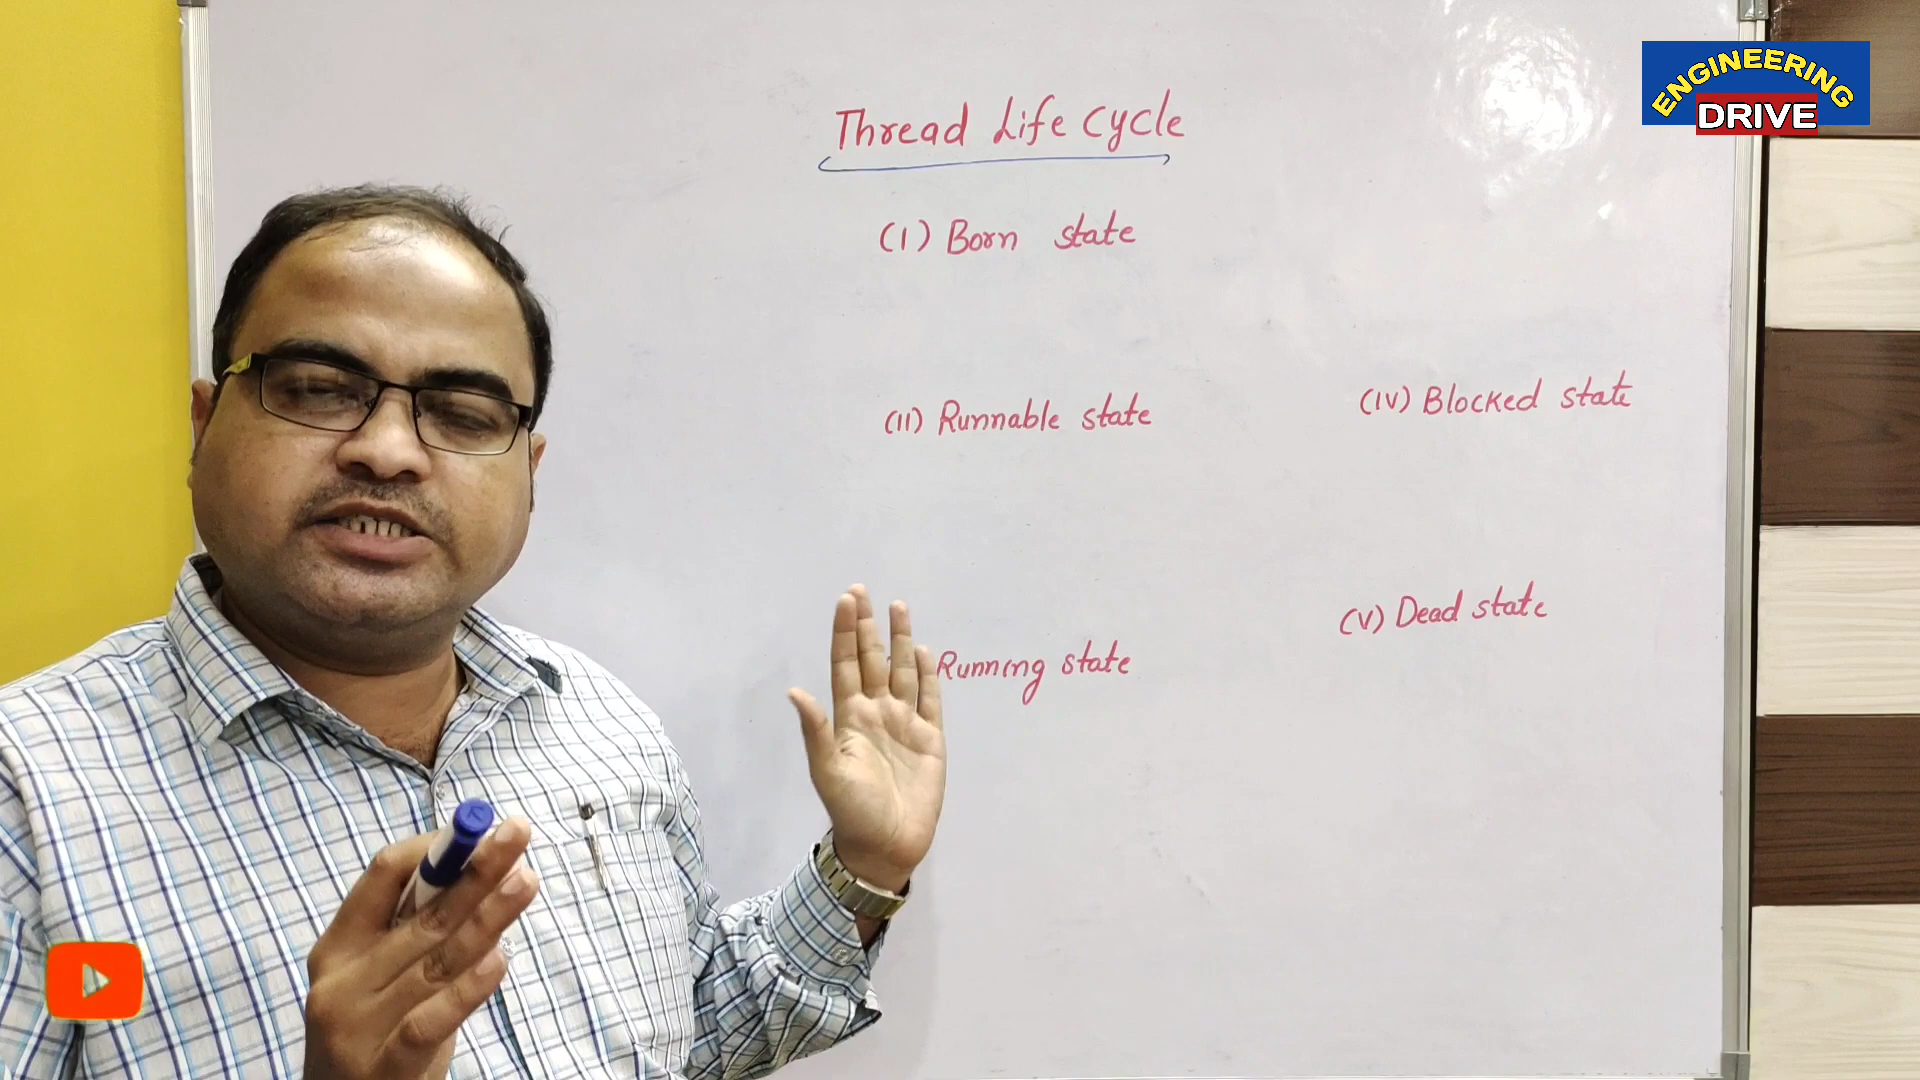 ENGINEERING
DRIVE
Thread Life Cycle
(I) Born state
(II) Runnable state
(IV) Blocked state
(V) Dead state
Running state